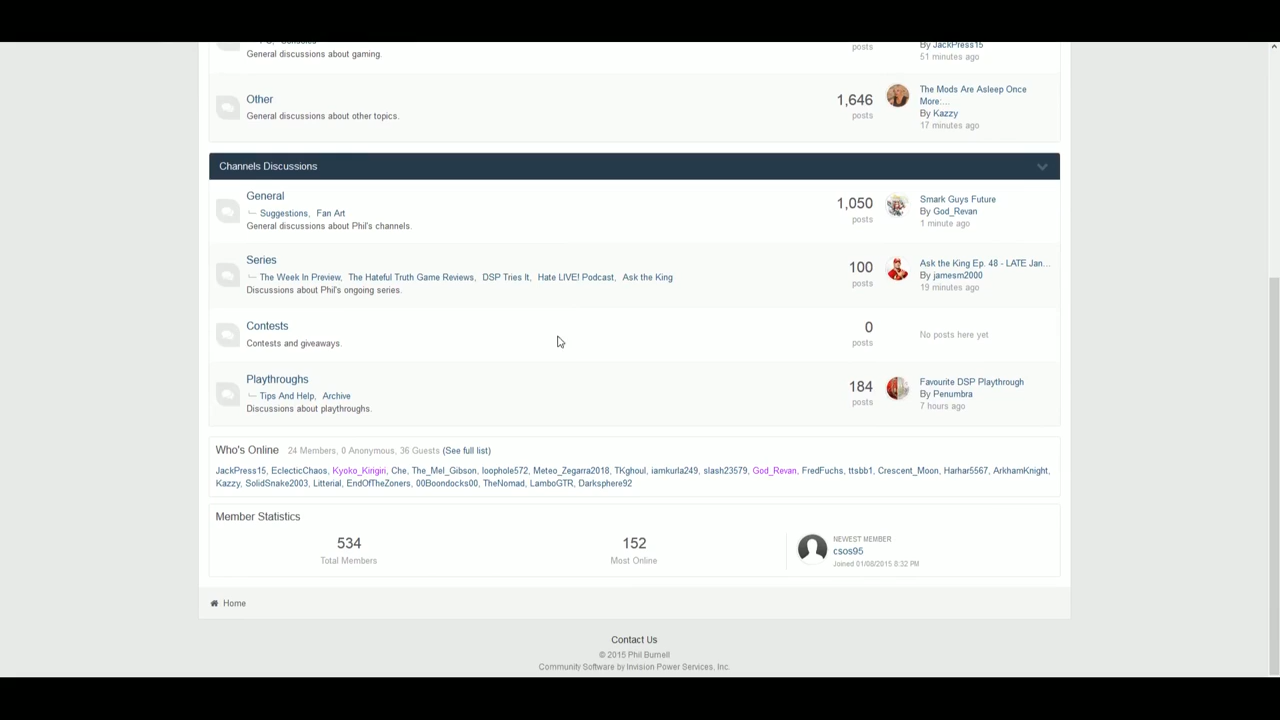 JackPress15
posts By JackPress15
General discussions about gaming.
51 minutes ago
Other
General discussions about other topics.
1,646
posts
The Mods Are Asleep Once
More:...
By Kazzy
17 minutes ago
Channels Discussions
General
Suggestions, Fan Art
General discussions about Phil's channels.
1,050
posts
Smark Guys Future
By God_Revan
1 minute ago
Series
The Week In Preview, The Hateful Truth Game Reviews, DSP Tries It, Hate LIVE! Podcast, Ask the King
Discussions about Phil's ongoing series.
100
posts
Ask the King Ep. 48 - LATE Jan...
By jamesm2000
19 minutes ago
Contests
Contests and giveaways.
0
posts
No posts here yet
Playthroughs
Tips And Help, Archive
Discussions about playthroughs.
184
posts
Favourite DSP Playthrough
By Penumbra
7 hours ago
Who's Online 24 Members, 0 Anonymous, 36 Guests (See full list)
JackPress15, EclecticChaos, Kyoko_Kirigiri, Che, The_Mel_Gibson, loophole572, Meteo_Zegarra2018, TKghoul, iamkurla249, slash23579, God_Revan, FredFuchs, ttsbb1, Crescent_Moon, Harhar5567, ArkhamKnight,
Kazzy, SolidSnake2003, Litterial, EndOfTheZoners, 00Boondocks00, TheNomad, LamboGTR, Darksphere92
Member Statistics
534
Total Members
152
Most Online
NEWEST MEMBER
csos95
Joined 01/08/2015 8:32 PM
Home
Contact Us
© 2015 Phil Burnell
Community Software by Invision Power Services, Inc.